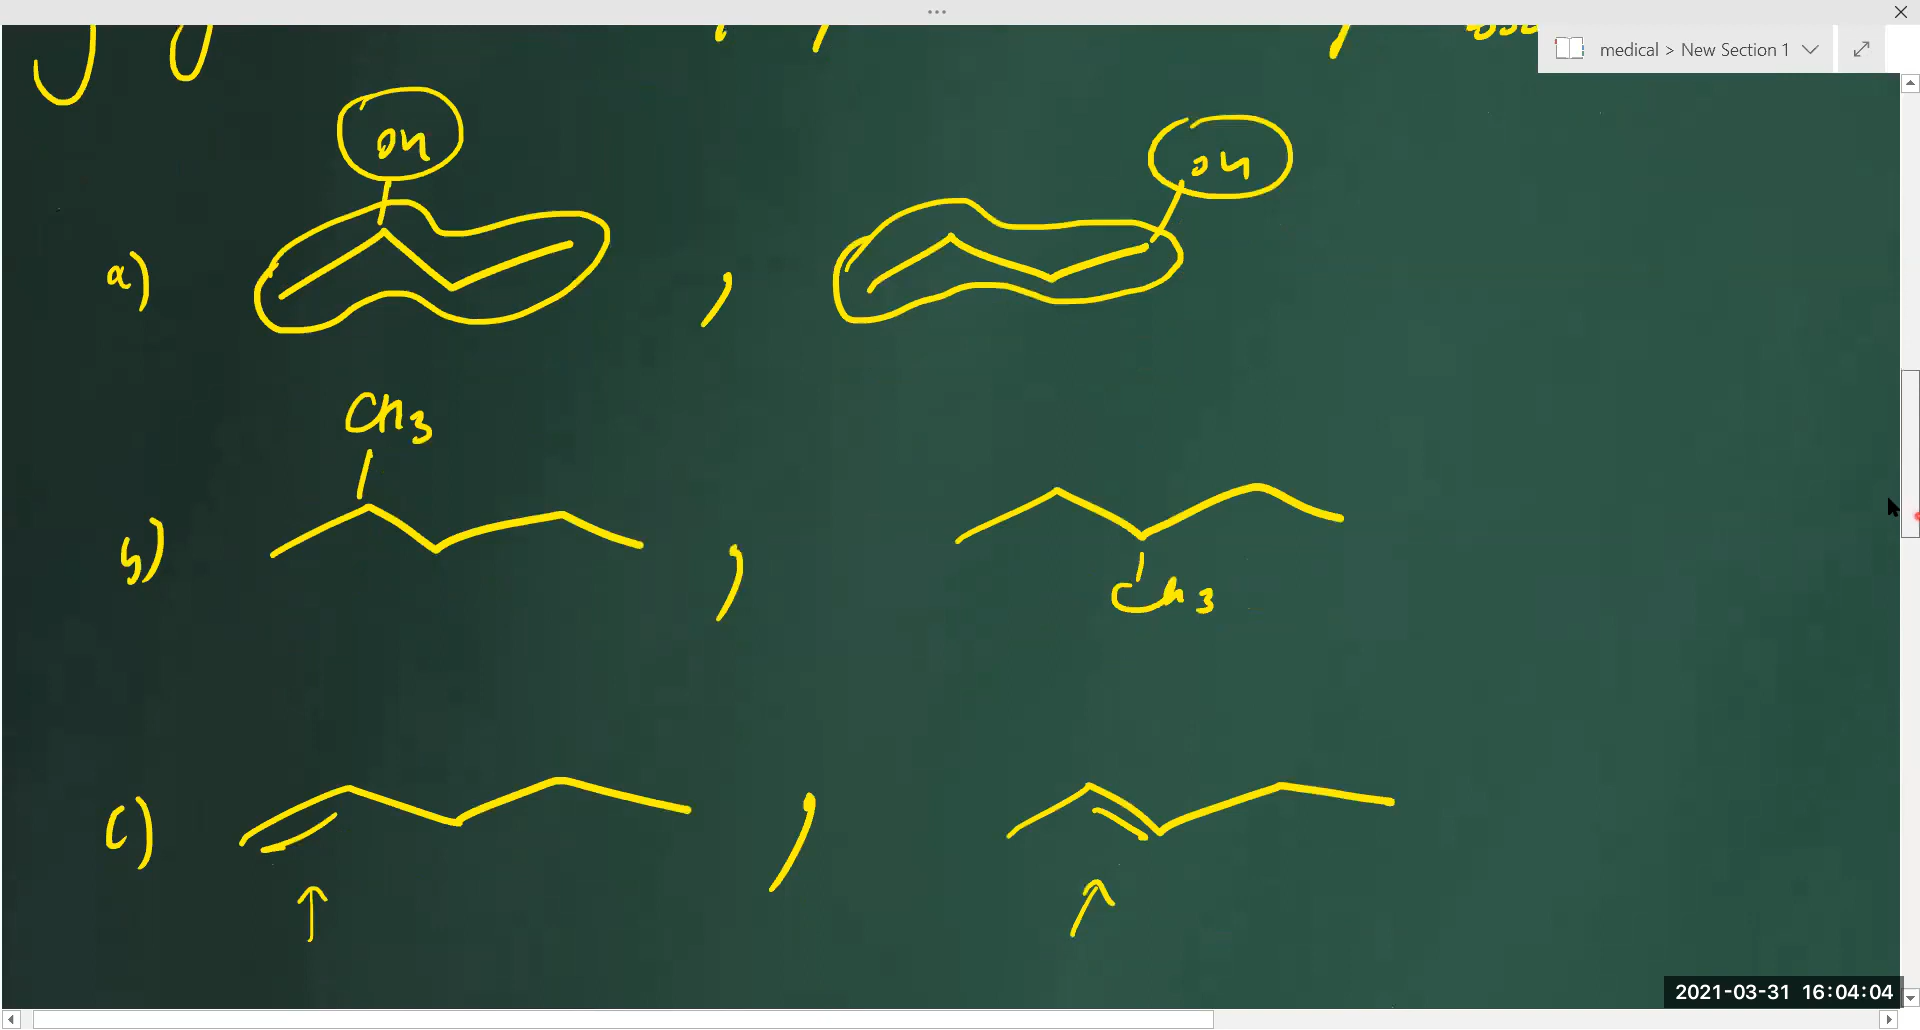 medical > New Section 1
OH
OH
a) ,
CH3
b) ,
CH3
c) ,
2021-03-31 16:04:04